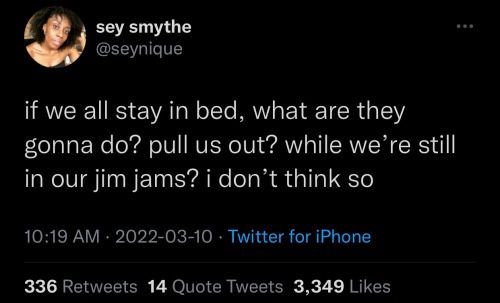 sey smythe
@seynique
if we all stay in bed, what are they
gonna do? pull us out? while we’re still
in our jim jams? i don’t think so
10:19 AM · 2022-03-10 · Twitter for iPhone
336 Retweets 14 Quote Tweets 3,349 Likes